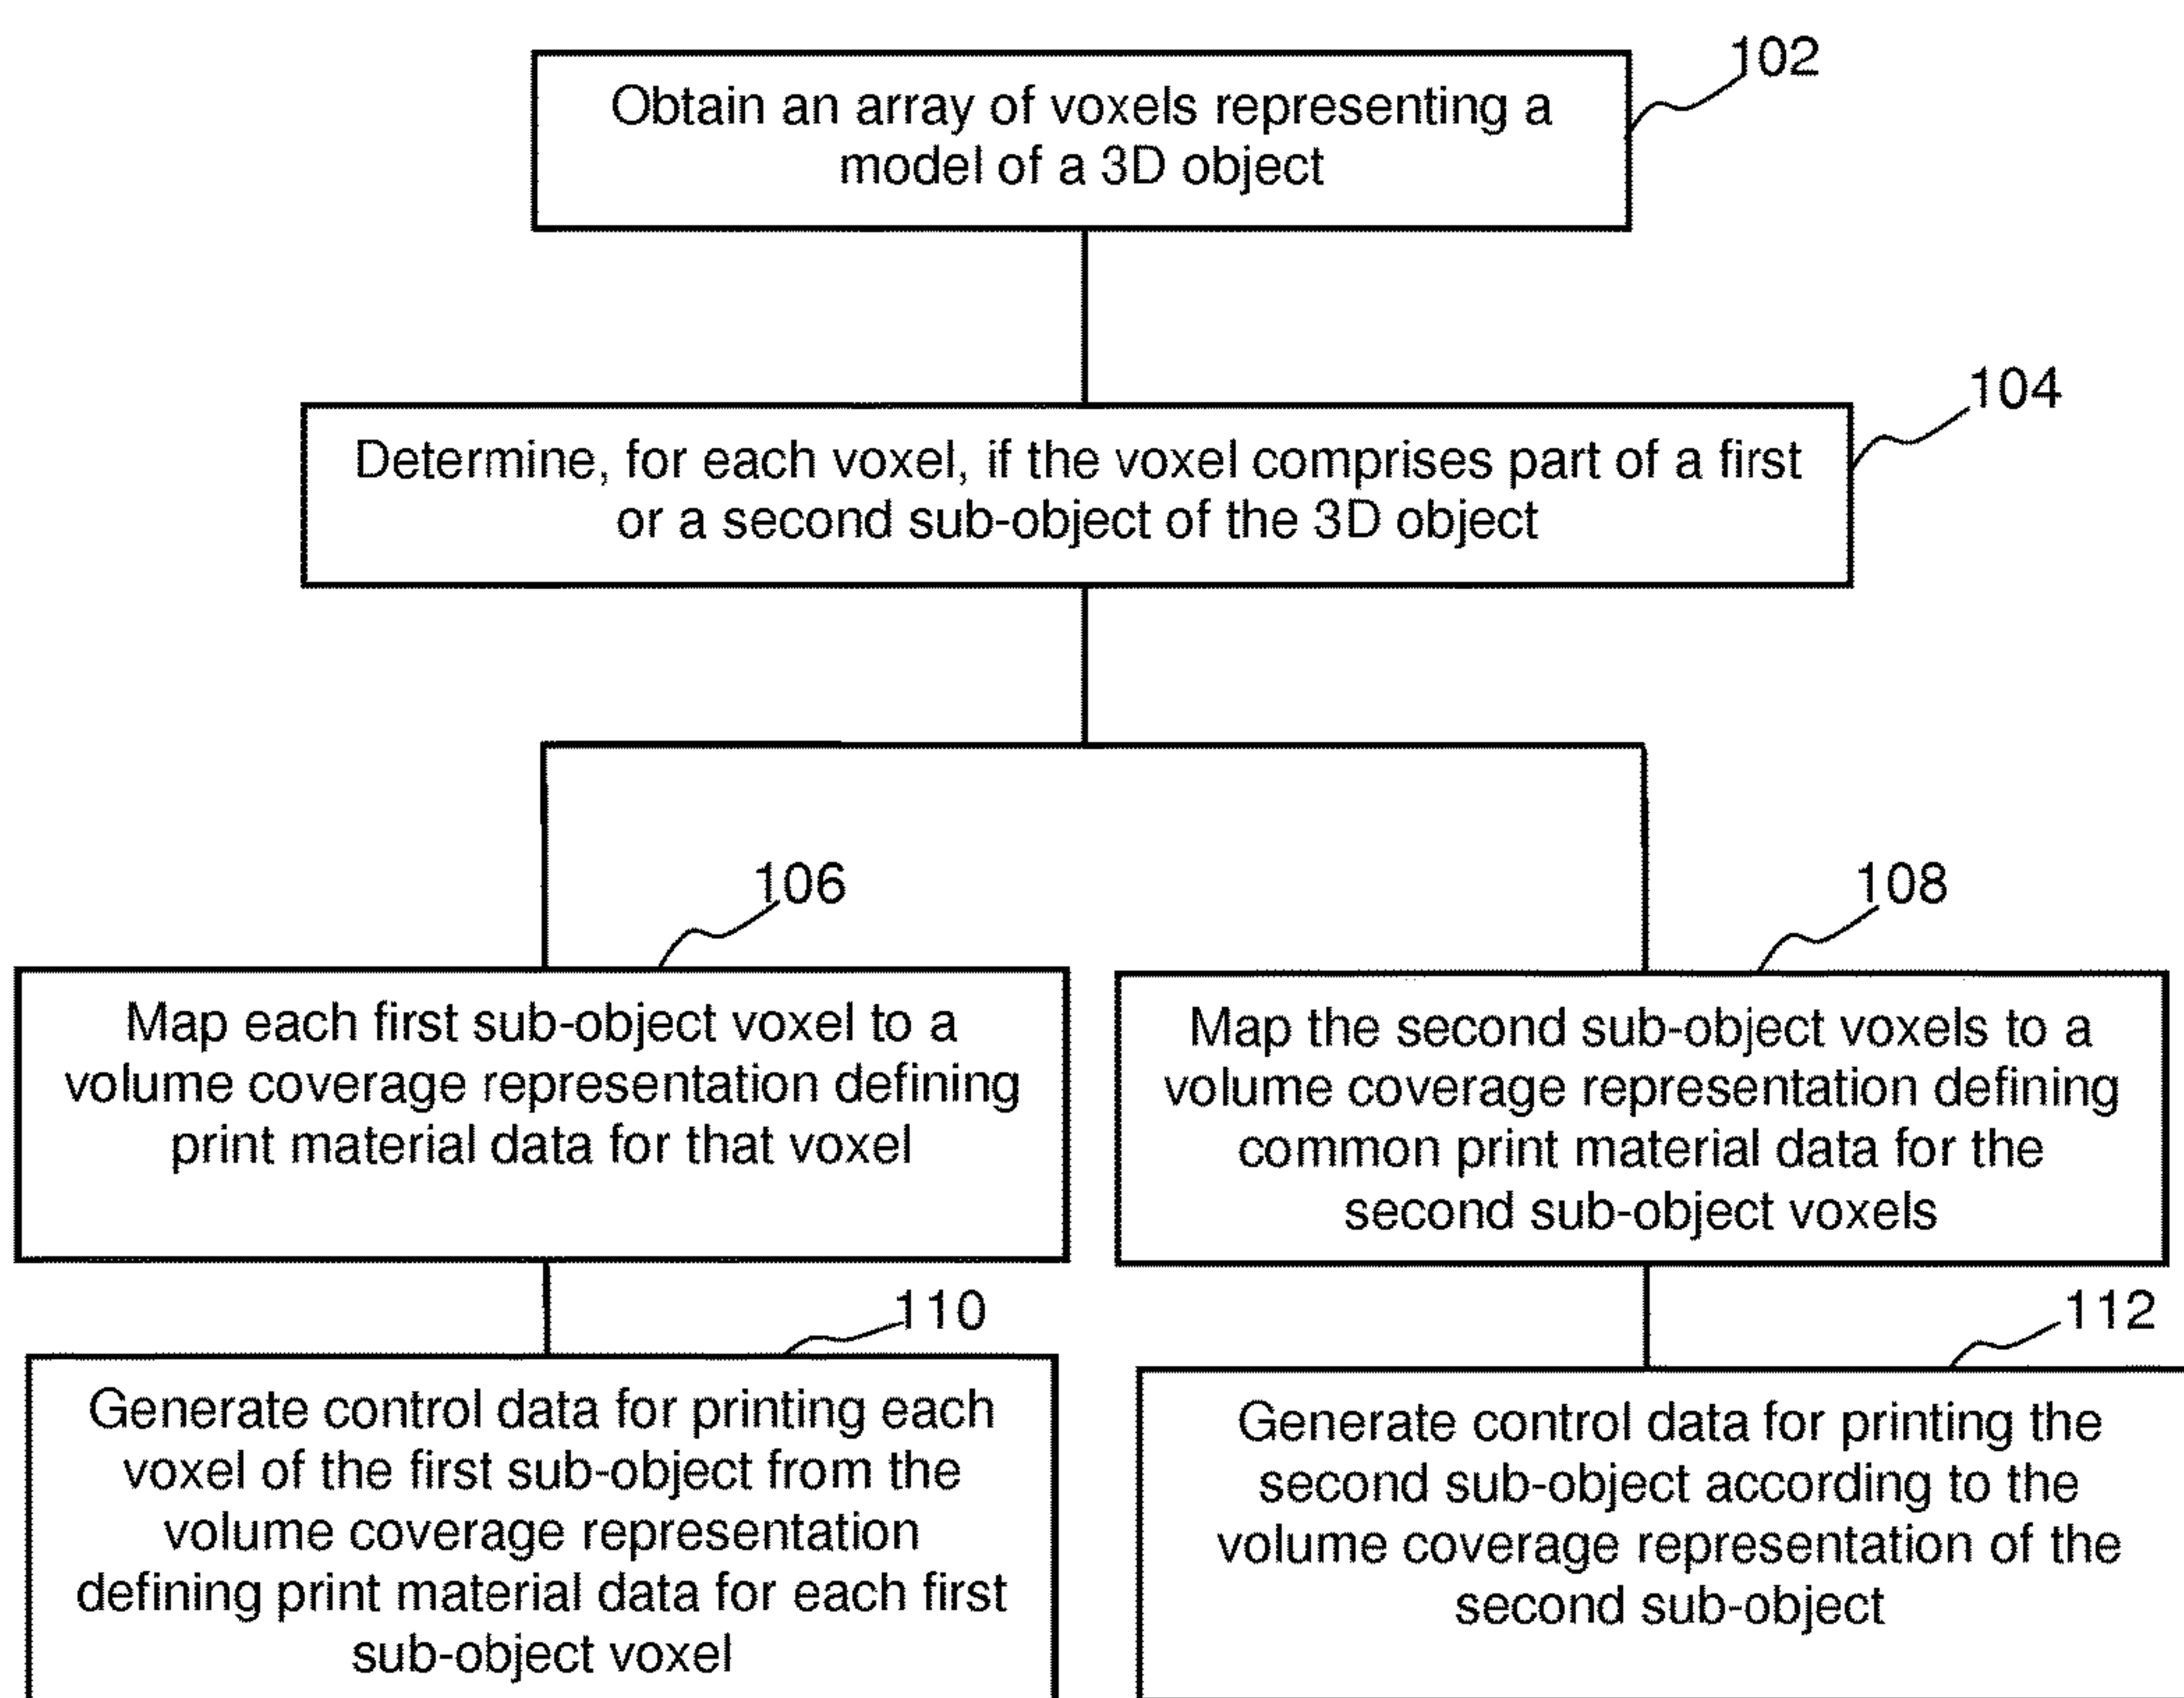 102
Obtain an array of voxels representing a
model of a 3D object
104
Determine, for each voxel, if the voxel comprises part of a first
or a second sub-object of the 3D object
106
Map each first sub-object voxel to a
volume coverage representation defining
print material data for that voxel
108
Map the second sub-object voxels to a
volume coverage representation defining
common print material data for the
second sub-object voxels
110
Generate control data for printing each
voxel of the first sub-object from the
volume coverage representation
defining print material data for each first
sub-object voxel
112
Generate control data for printing the
second sub-object according to the
volume coverage representation of the
second sub-object